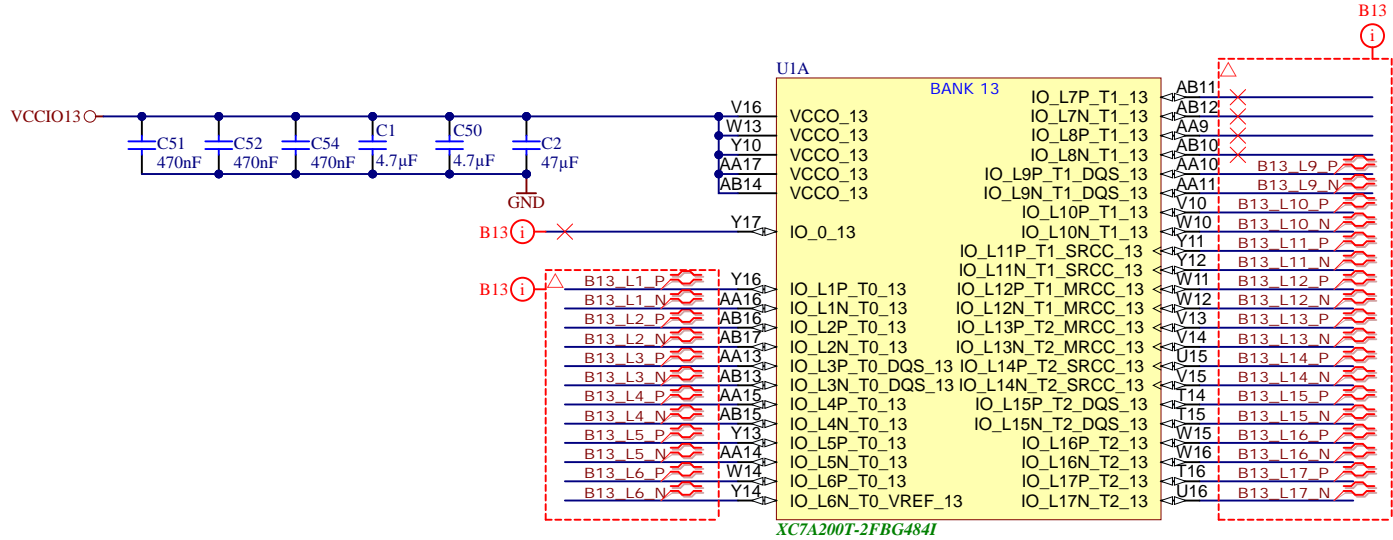 B13
i
U1A
BANK 13
VCCIO13
C51
470nF
C52
470nF
C54
470nF
C1
4.7µF
C50
4.7µF
C2
47µF
GND
V16 VCCO_13
W13 VCCO_13
Y10 VCCO_13
AA17 VCCO_13
AB14 VCCO_13
B13 i Y17 IO_0_13
B13 i
B13_L1_P Y16 IO_L1P_T0_13
B13_L1_N AA16 IO_L1N_T0_13
B13_L2_P AB16 IO_L2P_T0_13
B13_L2_N AB17 IO_L2N_T0_13
B13_L3_P AA13 IO_L3P_T0_DQS_13
B13_L3_N AB13 IO_L3N_T0_DQS_13
B13_L4_P AA15 IO_L4P_T0_13
B13_L4_N AB15 IO_L4N_T0_13
B13_L5_P Y13 IO_L5P_T0_13
B13_L5_N AA14 IO_L5N_T0_13
B13_L6_P W14 IO_L6P_T0_13
B13_L6_N Y14 IO_L6N_T0_VREF_13
IO_L7P_T1_13 AB11
IO_L7N_T1_13 AB12
IO_L8P_T1_13 AA9
IO_L8N_T1_13 AB10
IO_L9P_T1_DQS_13 AA10 B13_L9_P
IO_L9N_T1_DQS_13 AA11 B13_L9_N
IO_L10P_T1_13 V10 B13_L10_P
IO_L10N_T1_13 W10 B13_L10_N
IO_L11P_T1_SRCC_13 Y11 B13_L11_P
IO_L11N_T1_SRCC_13 Y12 B13_L11_N
IO_L12P_T1_MRCC_13 W11 B13_L12_P
IO_L12N_T1_MRCC_13 W12 B13_L12_N
IO_L13P_T2_MRCC_13 V13 B13_L13_P
IO_L13N_T2_MRCC_13 V14 B13_L13_N
IO_L14P_T2_SRCC_13 U15 B13_L14_P
IO_L14N_T2_SRCC_13 V15 B13_L14_N
IO_L15P_T2_DQS_13 T14 B13_L15_P
IO_L15N_T2_DQS_13 T15 B13_L15_N
IO_L16P_T2_13 W15 B13_L16_P
IO_L16N_T2_13 W16 B13_L16_N
IO_L17P_T2_13 T16 B13_L17_P
IO_L17N_T2_13 U16 B13_L17_N
XC7A200T-2FBG484I